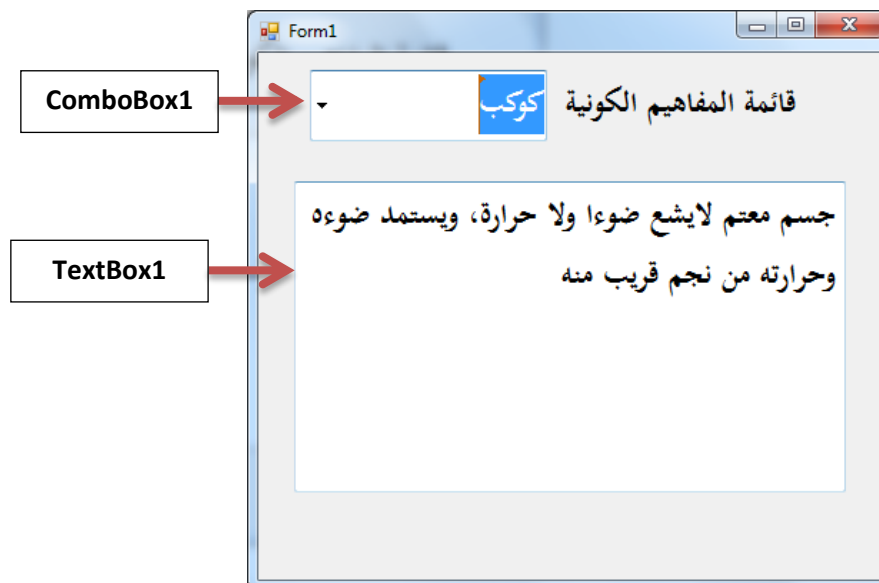 Form1
ComboBox1
قائمة المفاهيم الكونية
كوكب
جسم معتم لايشع ضوءا ولا حرارة، ويستمد ضوءه
وحرارته من نجم قريب منه
TextBox1